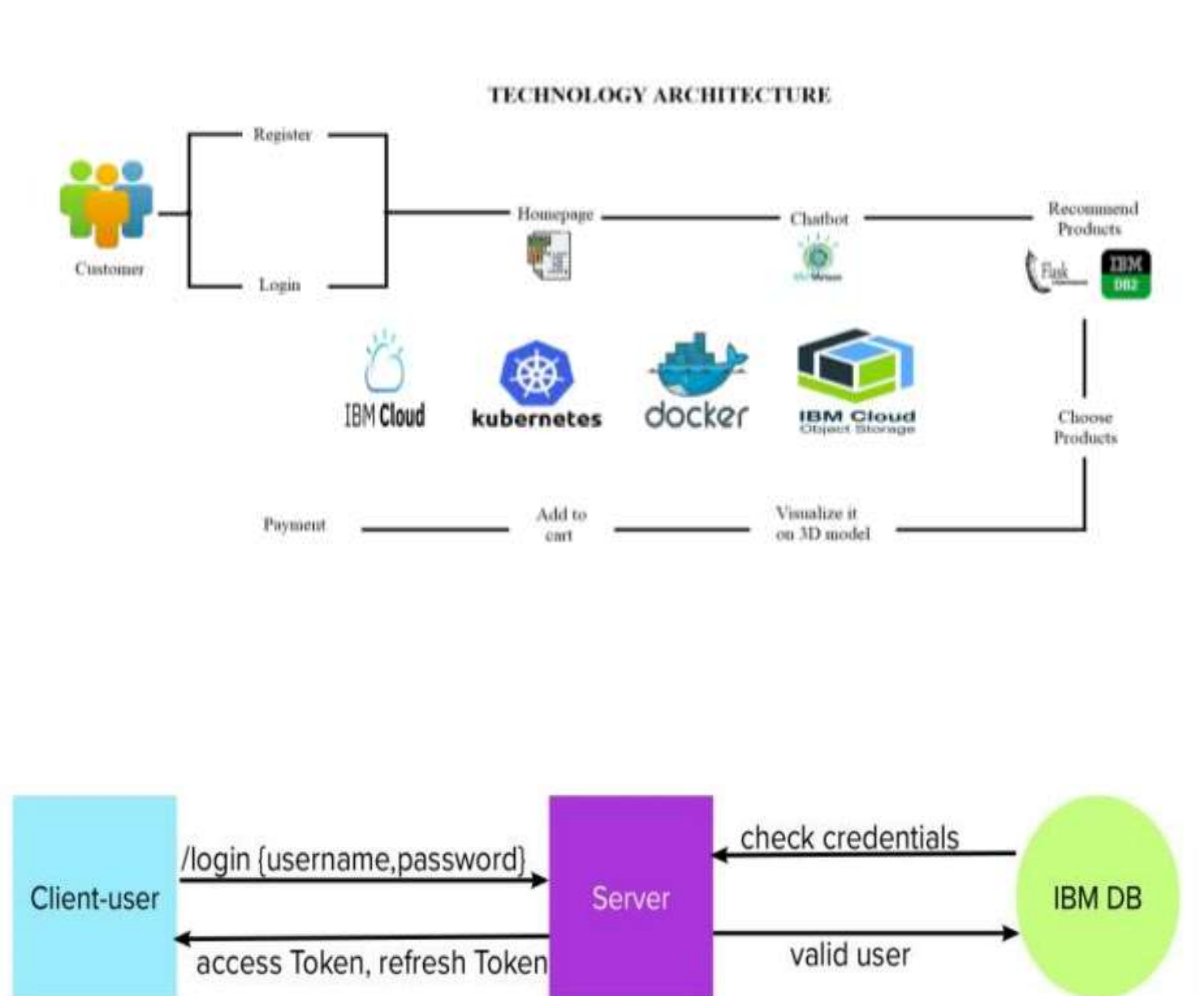 TECHNOLOGY ARCHITECTURE
Register
Customer
Login
Homepage
Chatbot
Recommend
Products
Flask
IBM
DB2
IBM Cloud
kubernetes
docker
IBM Cloud
Object Storage
Choose
Products
Payment
Add to
cart
Visualize it
on 3D model
Client-user
/login {username,password}
access Token, refresh Token
Server
check credentials
valid user
IBM DB